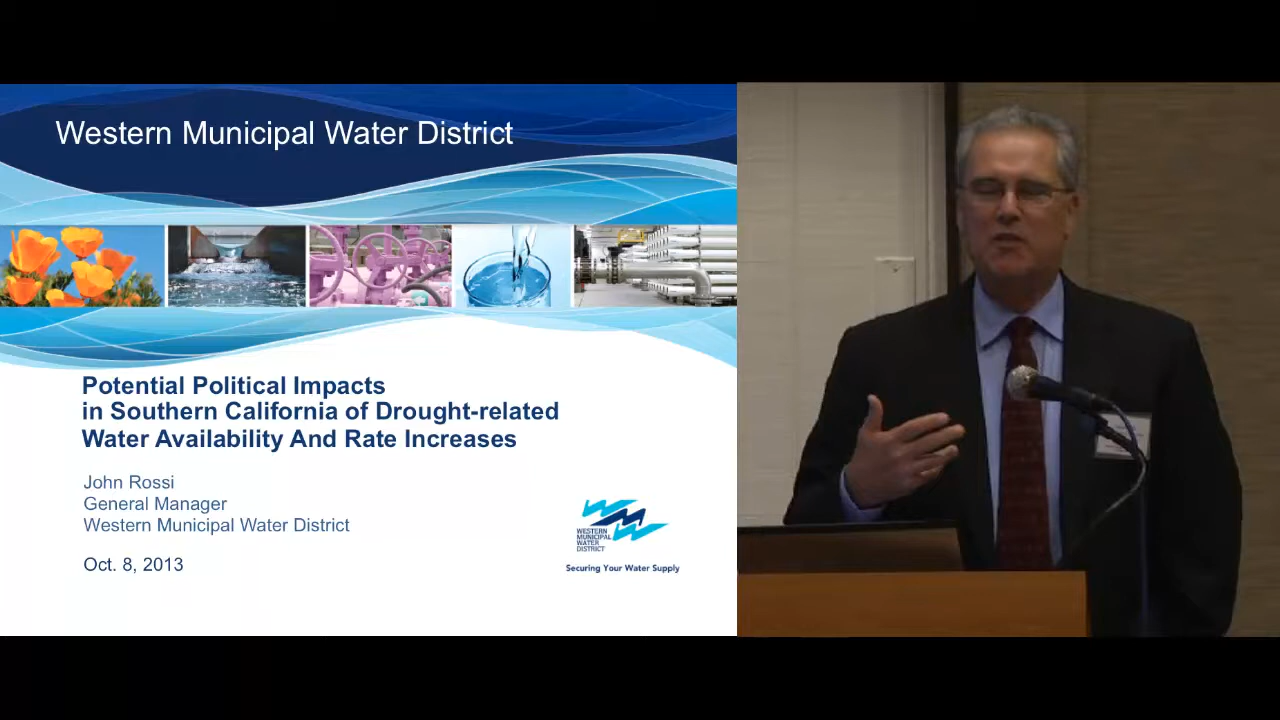 Western Municipal Water District
Potential Political Impacts
in Southern California of Drought-related
Water Availability And Rate Increases
John Rossi
General Manager
Western Municipal Water District
Oct. 8, 2013
WESTERN
MUNICIPAL
WATER
DISTRICT
Securing Your Water Supply